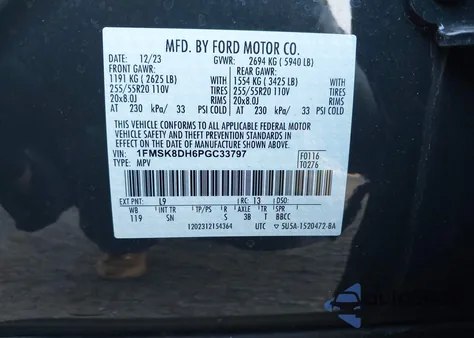 MFD. BY FORD MOTOR CO.
DATE: 12/23 GVWR: 2694 KG ( 5940 LB)
FRONT GAWR: REAR GAWR:
1191 KG ( 2625 LB) WITH 1554 KG ( 3425 LB) WITH
255/55R20 110V TIRES 255/55R20 110V TIRES
20x8.0J RIMS 20x8.0J RIMS
AT 230 kPa/ 33 PSI COLD AT 230 kPa/ 33 PSI COLD
THIS VEHICLE CONFORMS TO ALL APPLICABLE FEDERAL MOTOR
VEHICLE SAFETY AND THEFT PREVENTION STANDARDS IN
EFFECT ON THE DATE OF MANUFACTURE SHOWN ABOVE.
VIN: 1FMSK8DH6PGC33797 F0116
TYPE: MPV T0276
EXT PNT: L9 RC: 13 DSO:
WB INT TR TP/PS R AXLE TR SPR
119 SN S 3B T BBCC
1202312154364 UTC 5U5A-1520472-BA